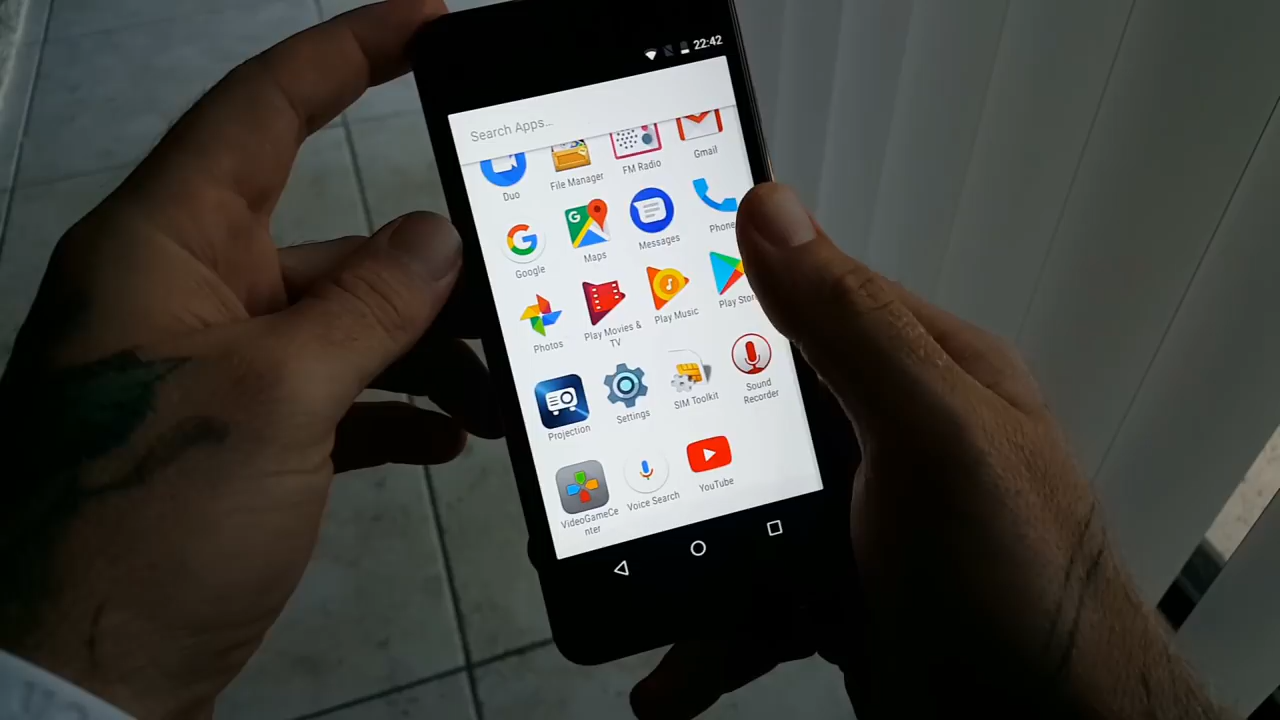 22:42
Search Apps...
Duo
File Manager
FM Radio
Gmail
Google
Maps
Messages
Phone
Photos
Play Movies &
TV
Play Music
Play Stor
Projection
Settings
SIM Toolkit
Sound
Recorder
VideoGameCe
nter
Voice Search
YouTube